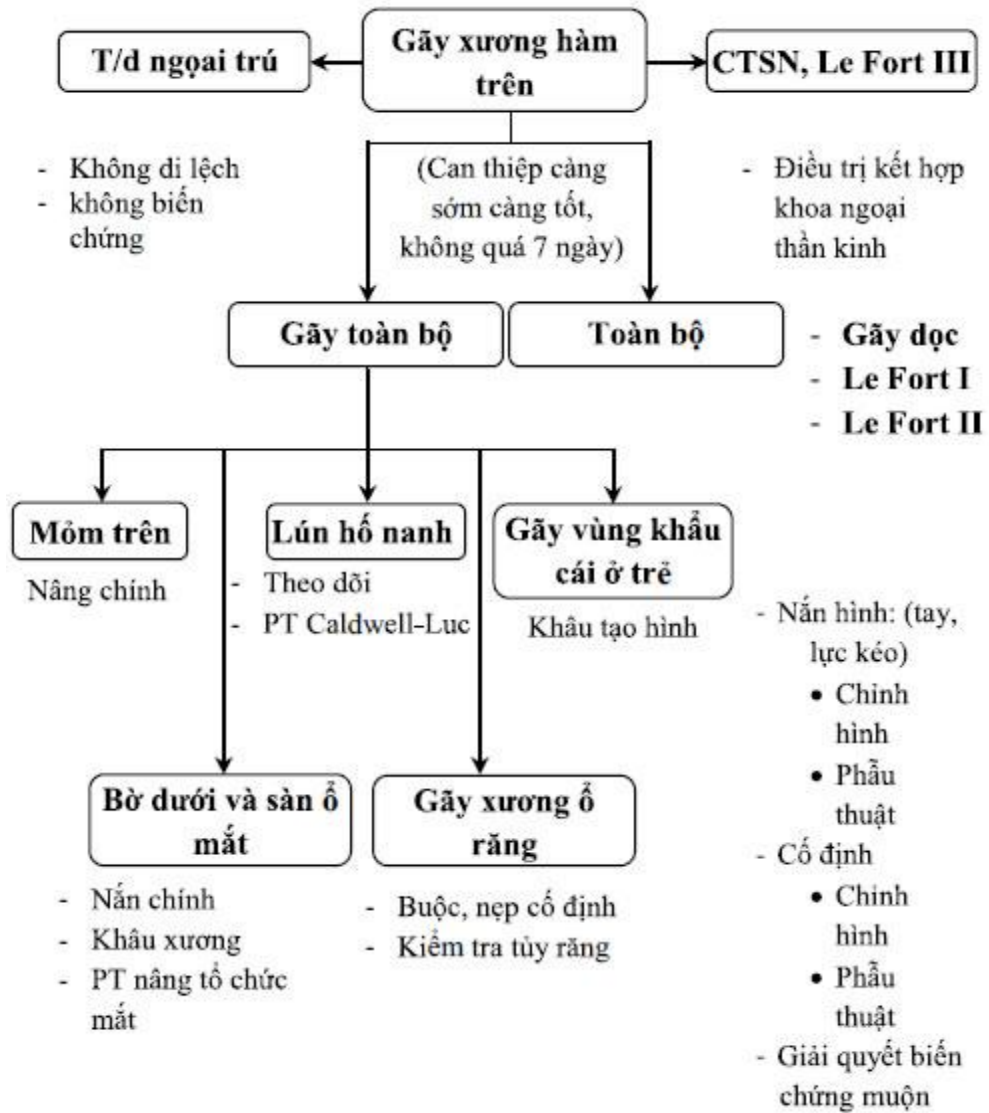 T/d ngọai trú
Gãy xương hàm
trên
CTSN, Le Fort III
- Không di lệch
- không biến
chứng
(Can thiệp càng
sớm càng tốt,
không quá 7 ngày)
- Điều trị kết hợp
khoa ngoại
thần kinh
Gãy toàn bộ
Toàn bộ
- Gãy dọc
- Le Fort I
- Le Fort II
Mỏm trên
Nâng chính
Lún hố nanh
- Theo dõi
- PT Caldwell-Luc
Gãy vùng khẩu
cái ở trẻ
Khâu tạo hình
Bờ dưới và sàn ổ
mắt
- Nắn chính
- Khâu xương
- PT nâng tổ chức
mắt
Gãy xương ổ
răng
- Buộc, nẹp cố định
- Kiểm tra tủy răng
- Nắn hình: (tay,
lực kéo)
• Chỉnh
hình
• Phẫu
thuật
- Cố định
• Chỉnh
hình
• Phẫu
thuật
- Giải quyết biến
chứng muộn